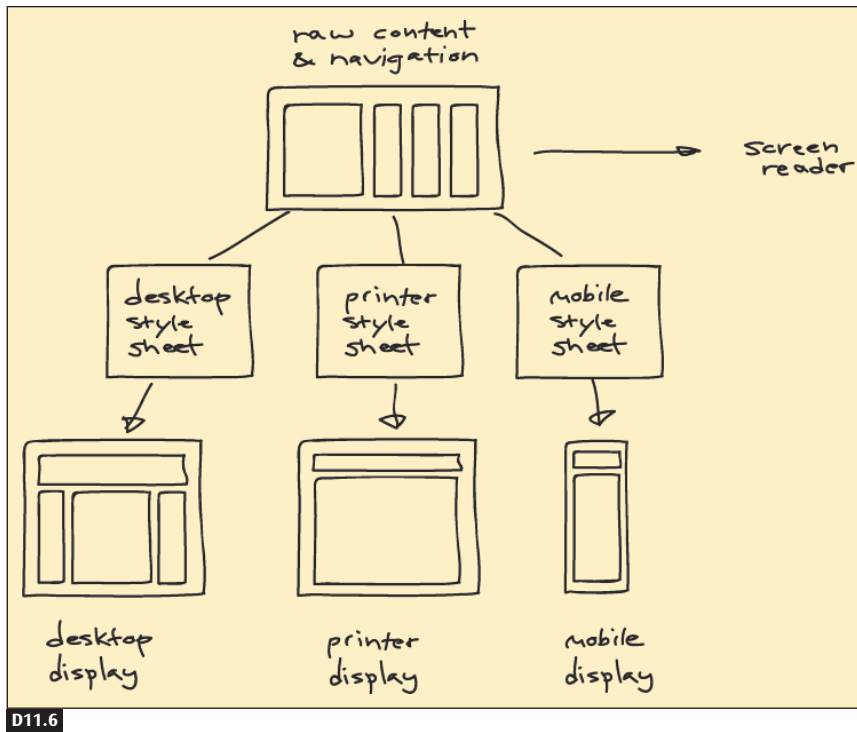 raw content
& navigation
screen
reader
desktop
style
sheet
printer
style
sheet
mobile
style
sheet
desktop
display
printer
display
mobile
display
D11.6